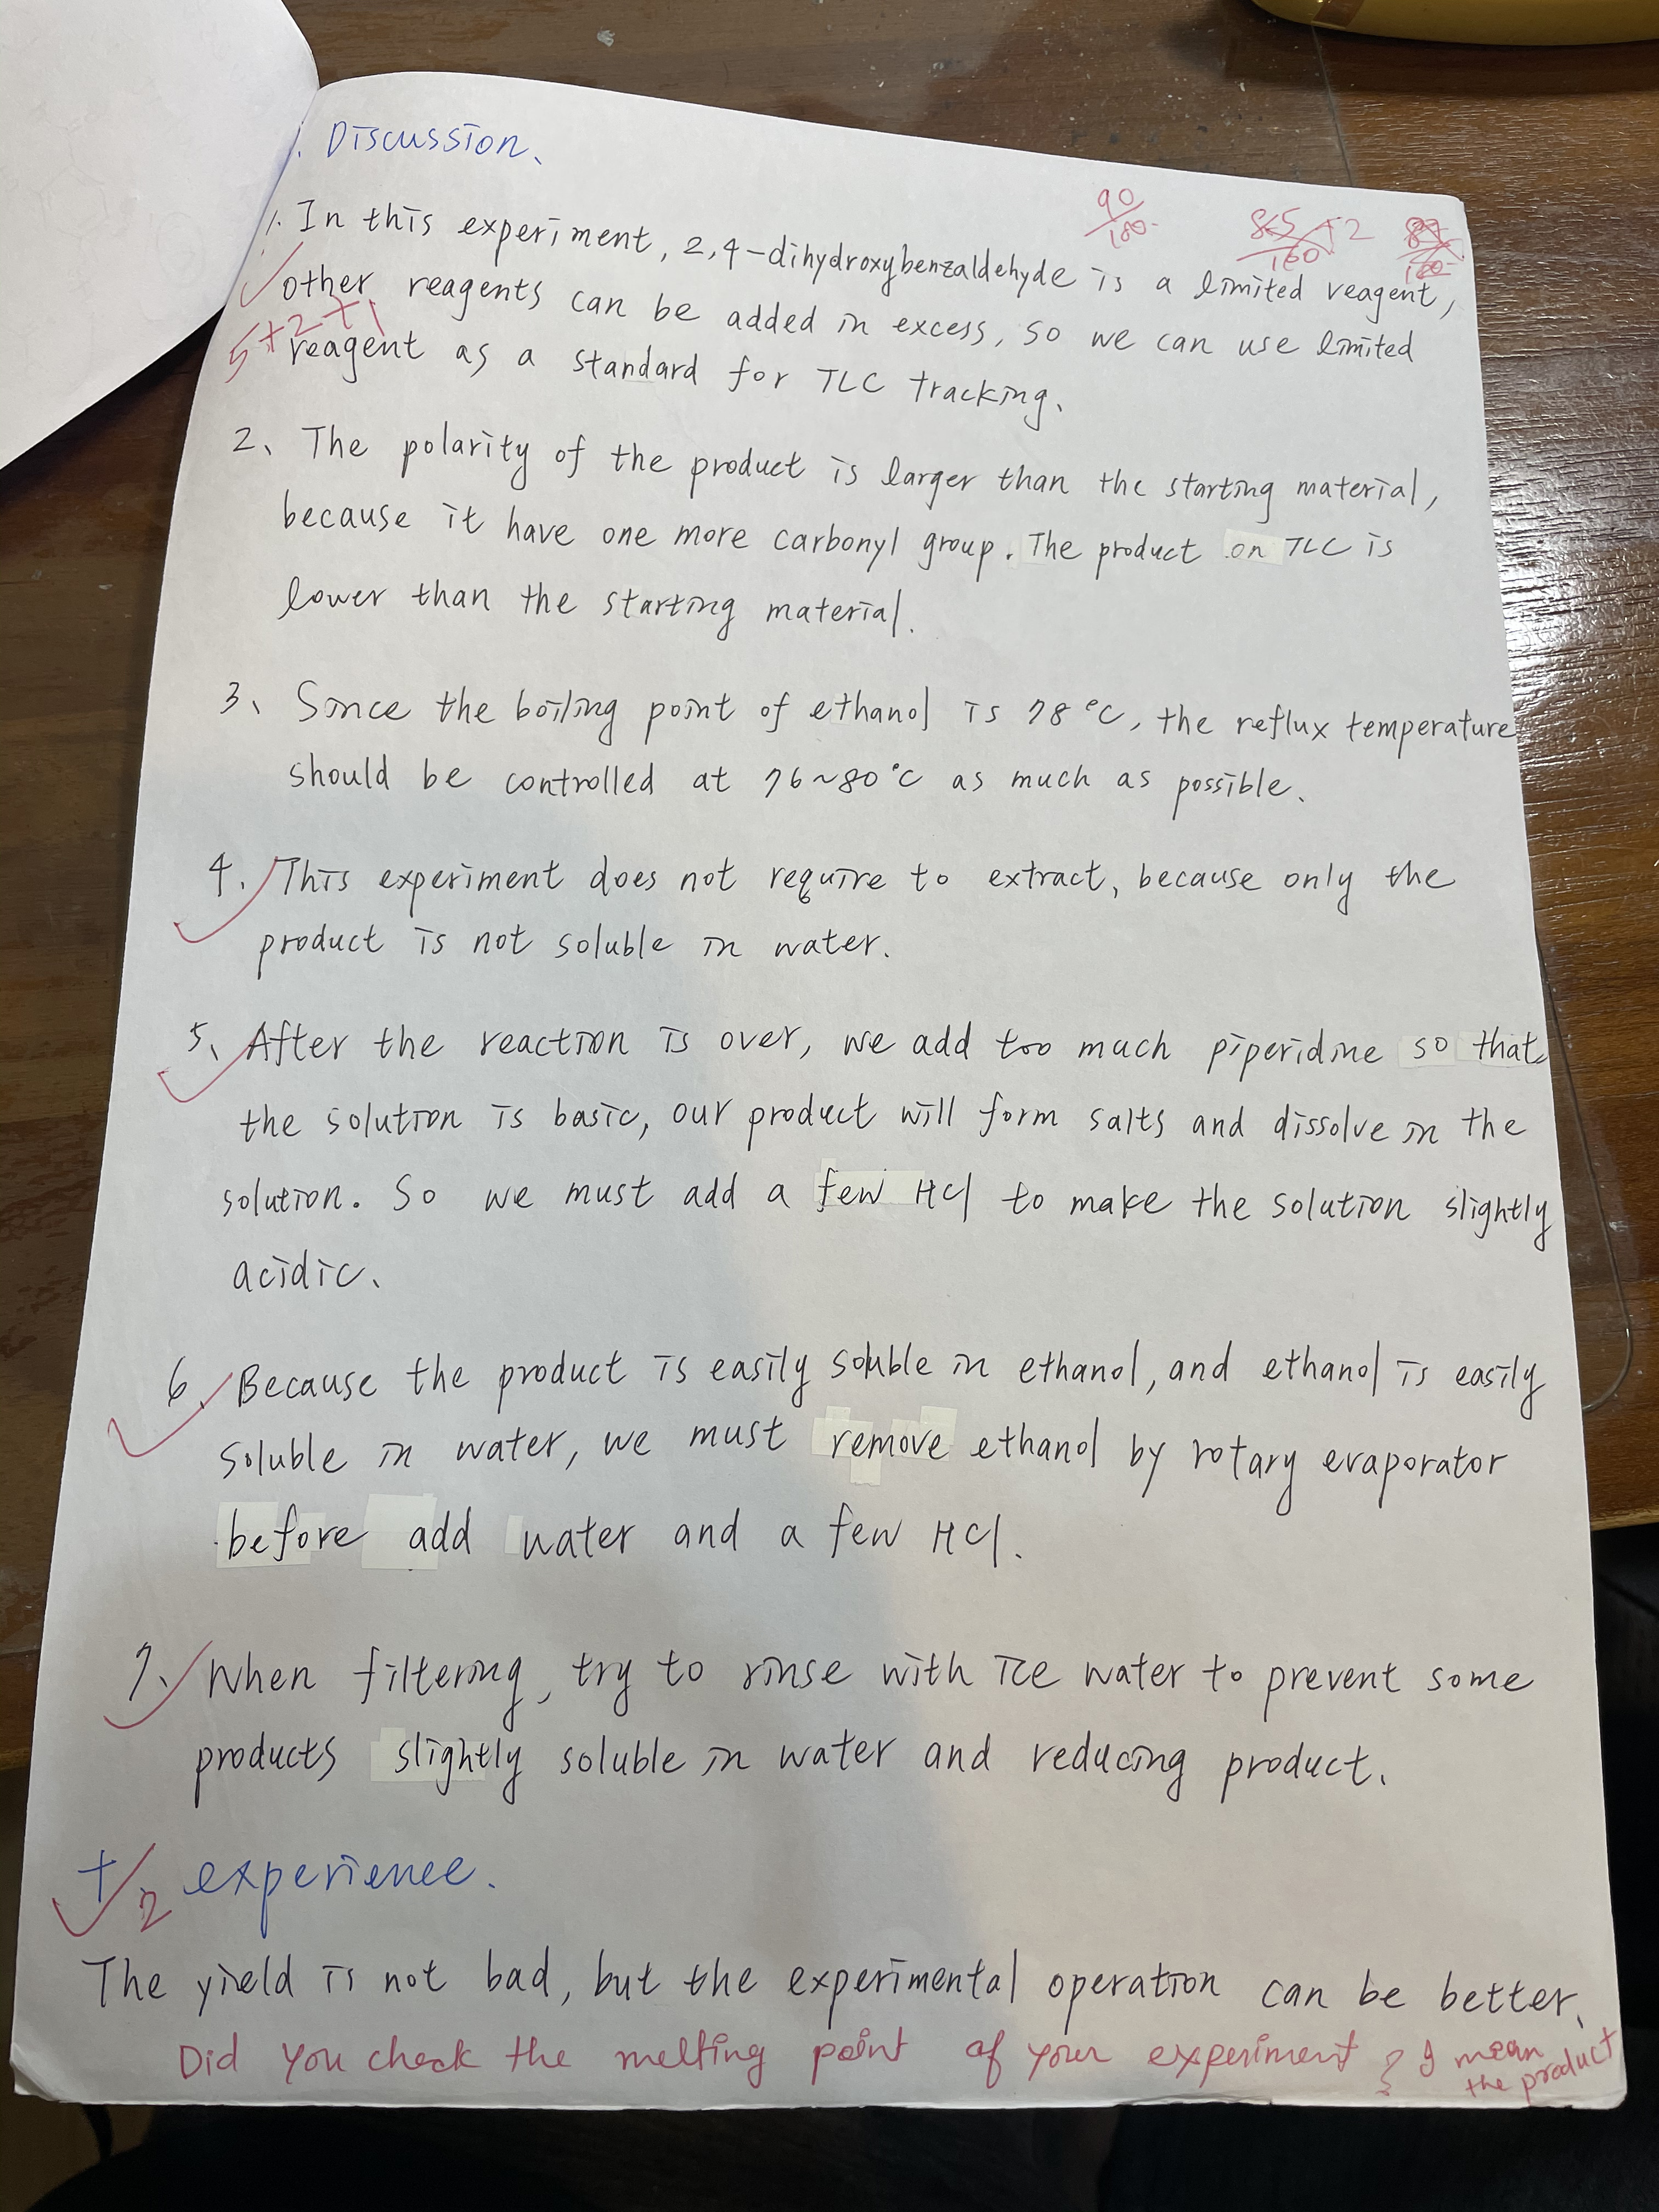 Discussion、
90/100
85/100 +2
1. In this experiment, 2,4-dihydroxybenzaldehyde is a limited reagent,
other reagents can be added in excess, so we can use limited
5+2+1
reagent as a standard for TLC tracking、
2、 The polarity of the product is larger than the starting material,
because it have one more carbonyl group. The product on TLC is
lower than the starting material.
3、 Since the boiling point of ethanol is 78°C, the reflux temperature
should be controlled at 76~80°C as much as possible、
4. This experiment does not require to extract, because only the
product is not soluble in water.
5、 After the reaction is over, we add too much piperidine so that
the solution is basic, our product will form salts and dissolve in the
solution. So we must add a few HCl to make the solution slightly
acidic、
6. Because the product is easily soluble in ethanol, and ethanol is easily
soluble in water, we must remove ethanol by rotary evaporator
before add water and a few HCl.
7、 When filtering, try to rinse with ice water to prevent some
products slightly soluble in water and reducing product.
+2 experience.
The yield is not bad, but the experimental operation can be better、
Did you check the melting point of your experiment ? I mean
the product